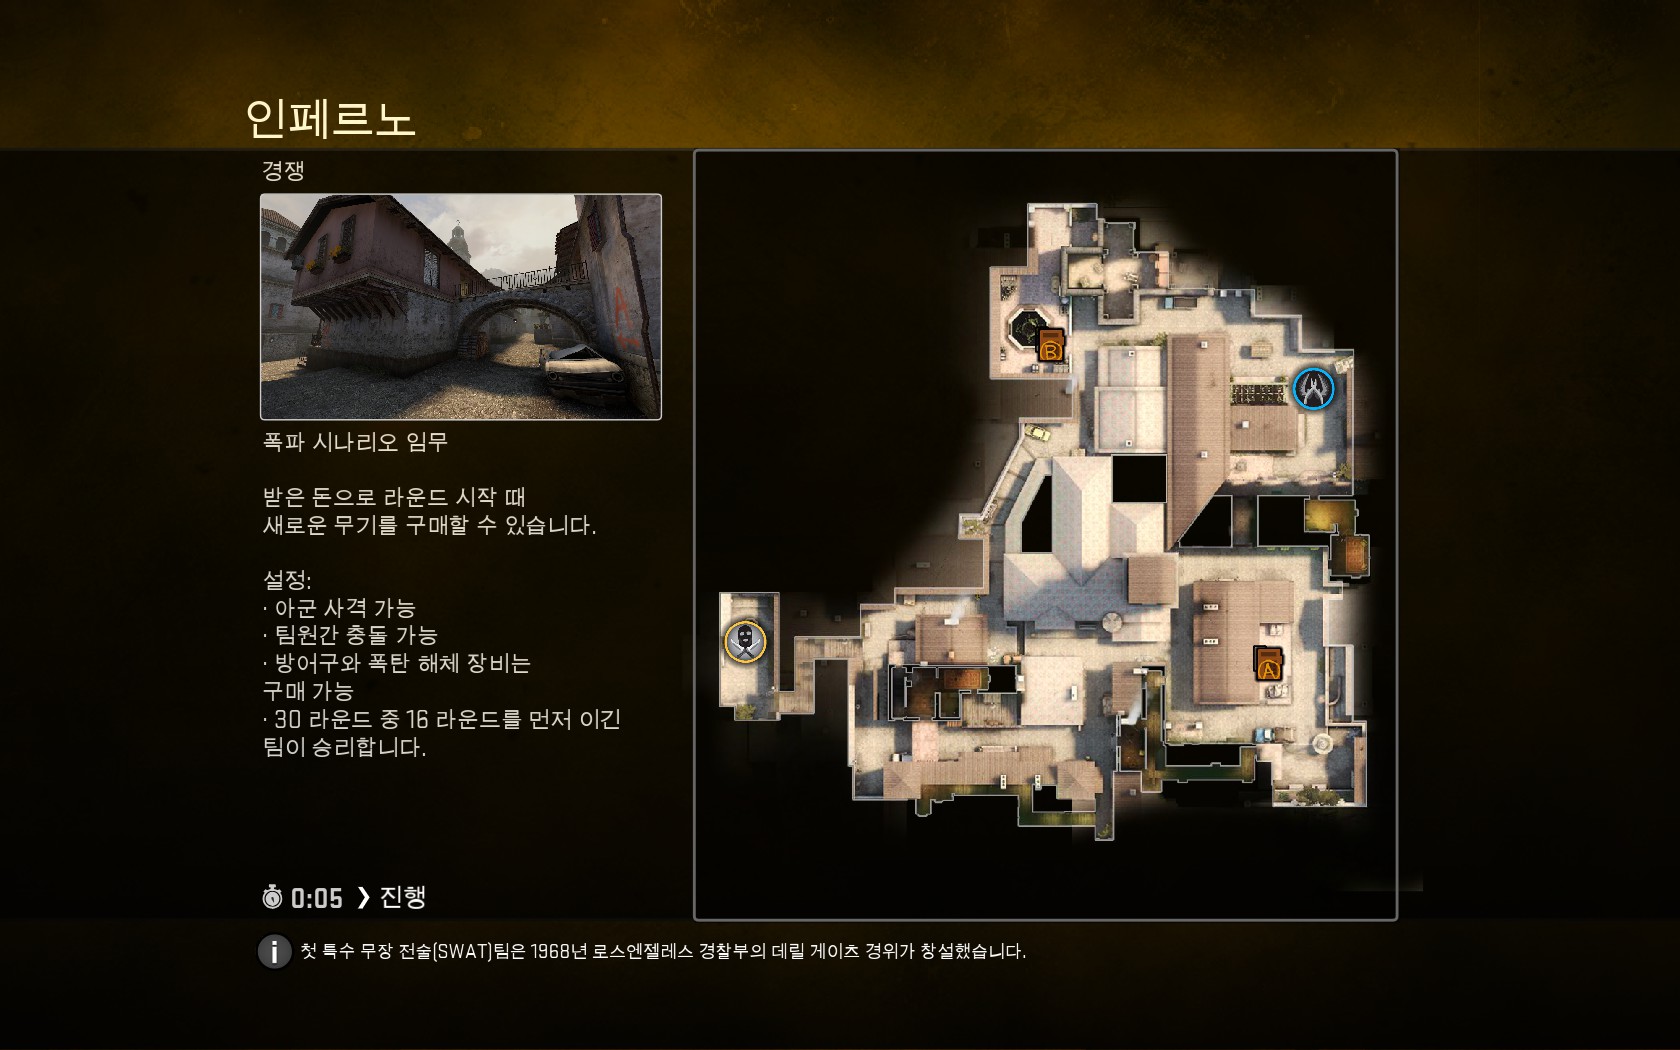 인페르노
경쟁
폭파 시나리오 임무
받은 돈으로 라운드 시작 때
새로운 무기를 구매할 수 있습니다.
설정:
· 아군 사격 가능
· 팀원간 충돌 가능
· 방어구와 폭탄 해체 장비는
구매 가능
· 30 라운드 중 16 라운드를 먼저 이긴
팀이 승리합니다.
B
A
0:05 ❯ 진행
i 첫 특수 무장 전술(SWAT)팀은 1968년 로스엔젤레스 경찰부의 데릴 게이츠 경위가 창설했습니다.